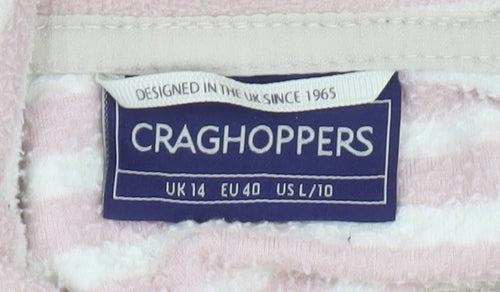 DESIGNED IN THE UK SINCE 1965
CRAGHOPPERS
UK 14 EU 40 US L/10